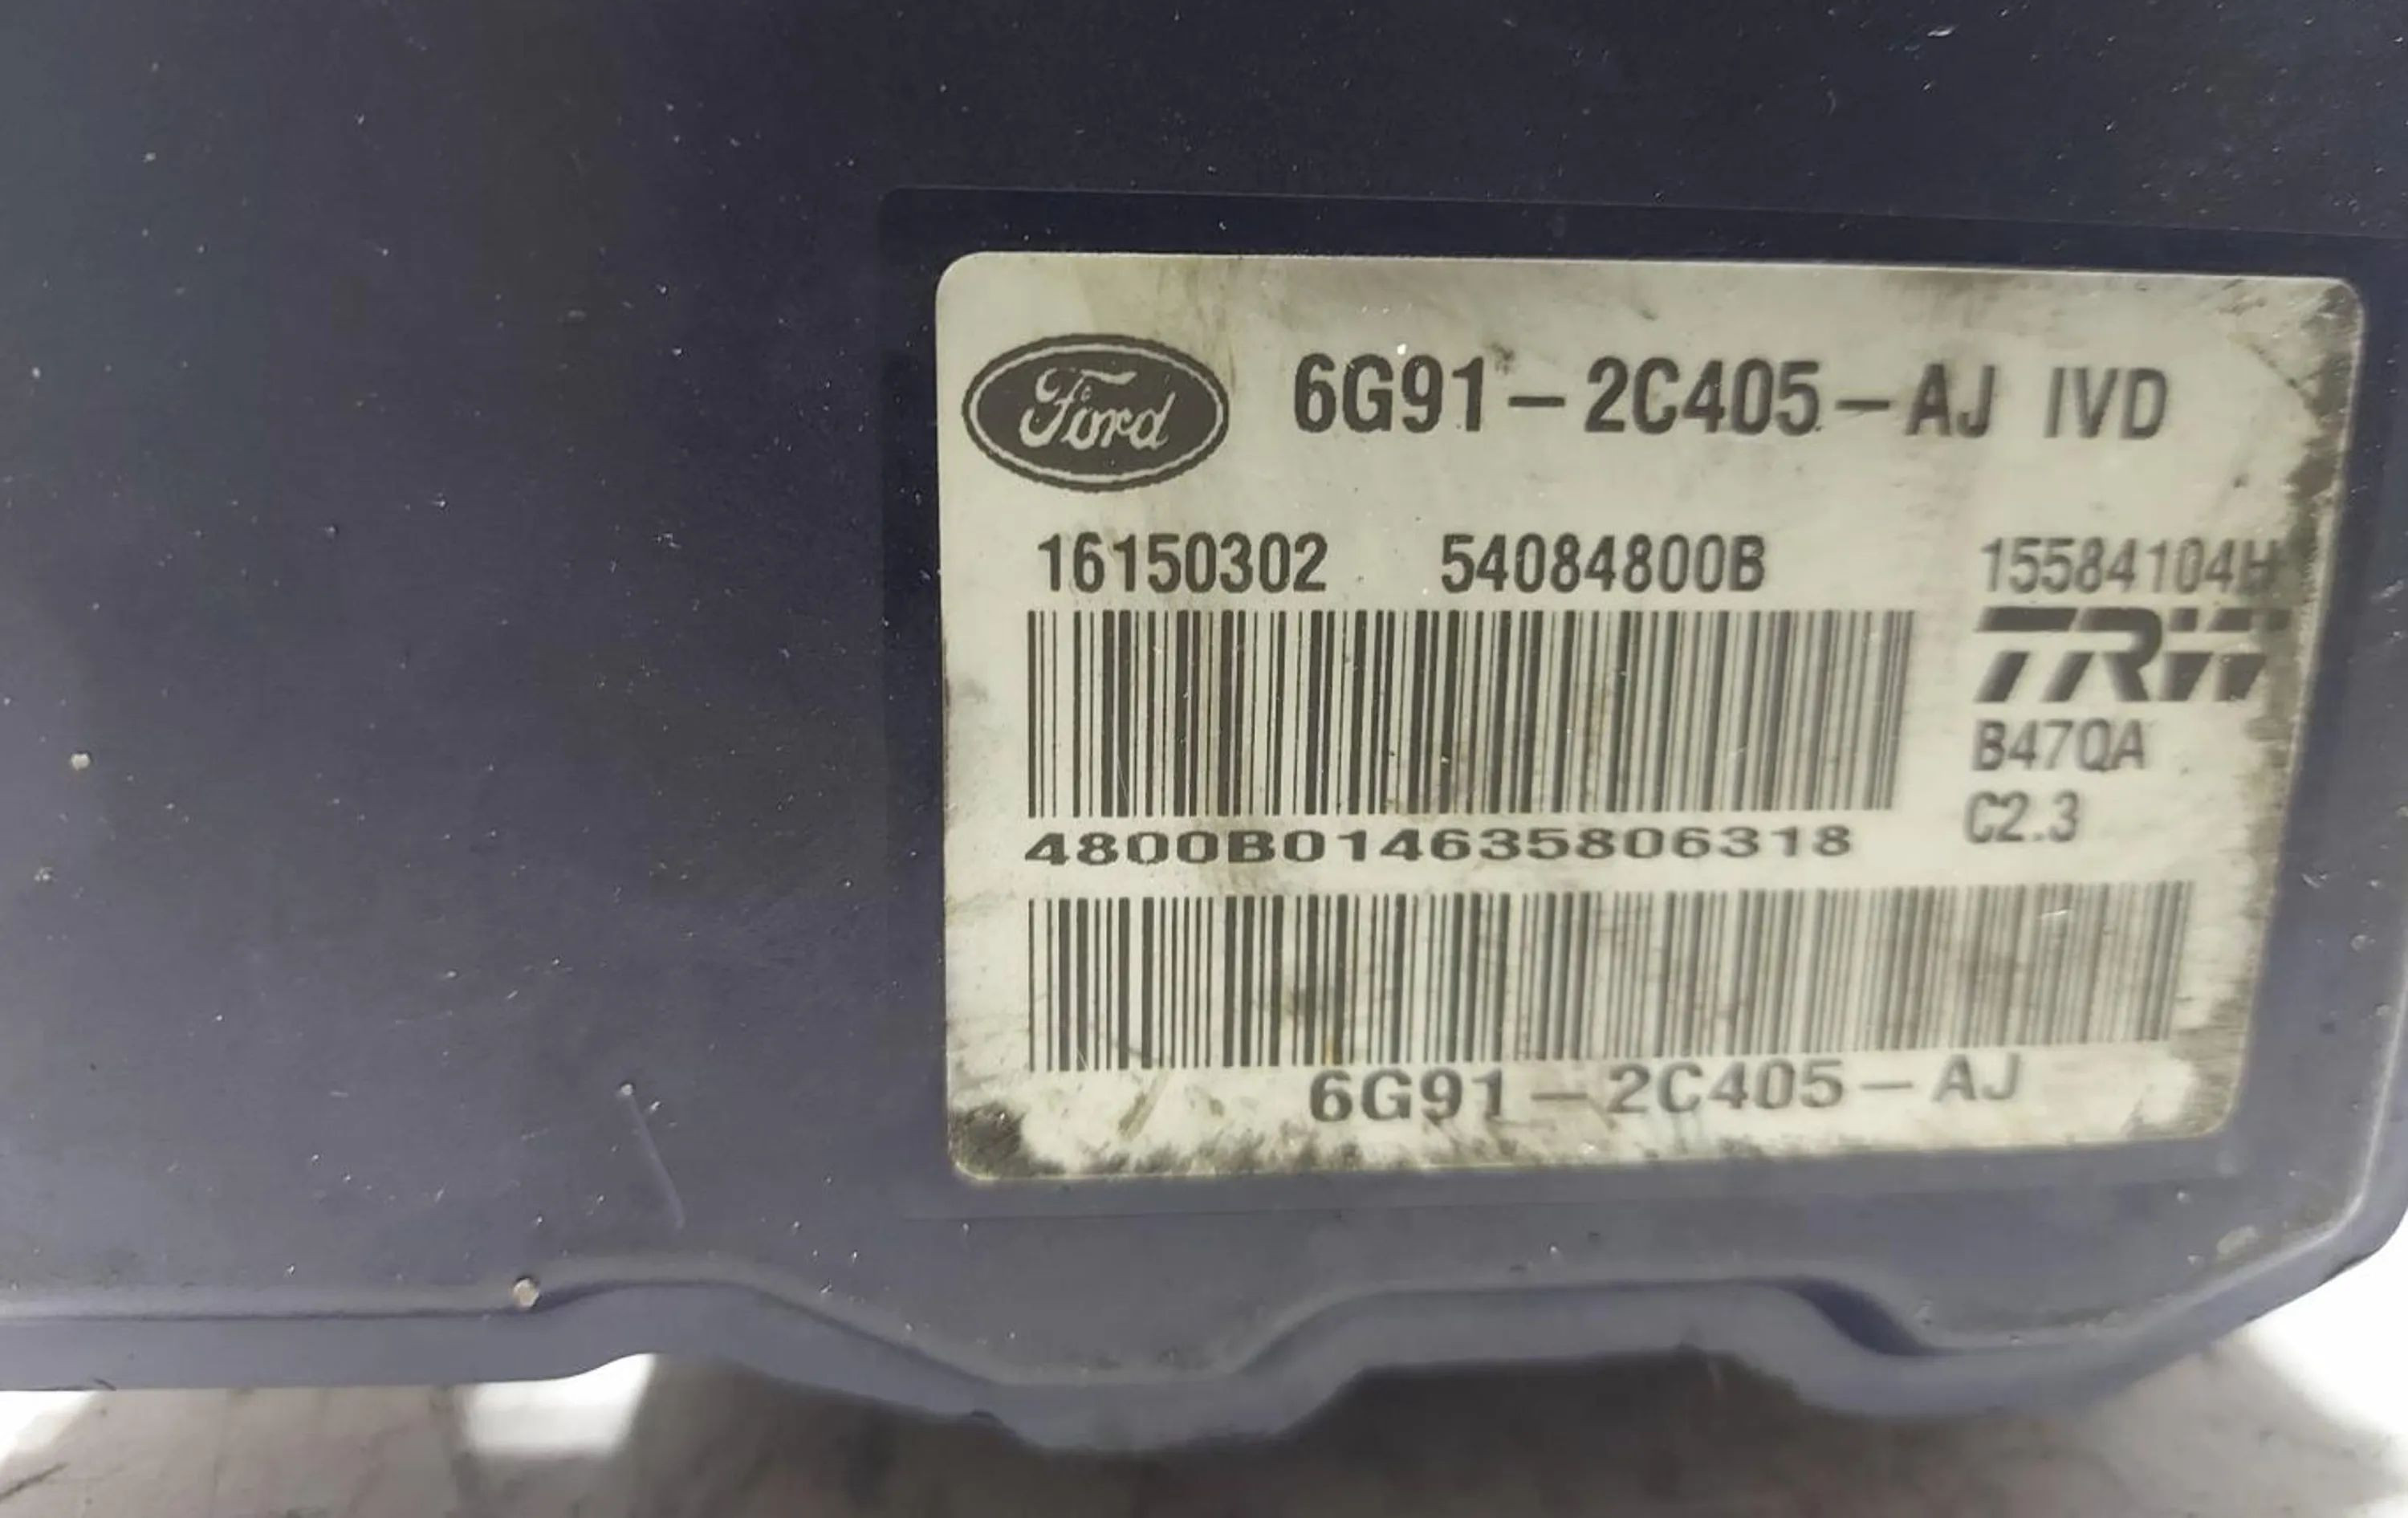 Ford 6G91-2C405-AJ IVD
16150302 54084800B 15584104H
TRW
B47QA
C2.3
4800B014635806318
6G91-2C405-AJ